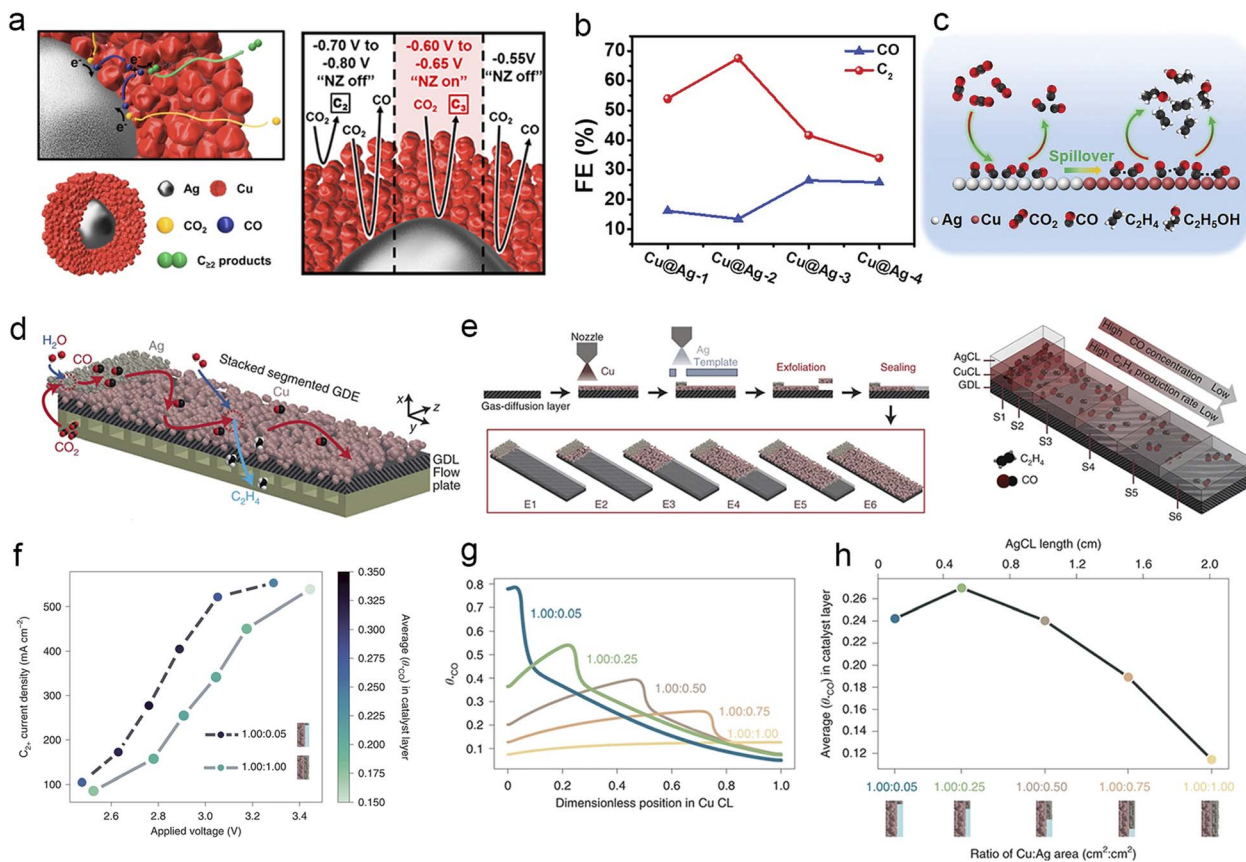 a
e-
e-
e-
Ag
Cu
CO₂
CO
C≥2 products
-0.70 V to
-0.80 V
"NZ off"
-0.60 V to
-0.65 V
"NZ on"
-0.55V
"NZ off"
C₂
CO
CO₂
CO₂
C₃
CO₂
CO
b
CO
C₂
FE (%)
70
60
50
40
30
20
10
Cu@Ag-1
Cu@Ag-2
Cu@Ag-3
Cu@Ag-4
c
Spillover
Ag
Cu
CO₂
CO
C₂H₄
C₂H₅OH
d
H₂O
CO
Ag
Stacked segmented GDE
Cu
CO₂
C₂H₄
x
z
y
GDL
Flow
plate
e
Nozzle
Cu
Ag
Template
Exfoliation
Sealing
Gas-diffusion layer
E1
E2
E3
E4
E5
E6
High CO concentration Low
High C₂H₄ production rate Low
AgCL
CuCL
GDL
S1
S2
S3
S4
S5
S6
C₂H₄
CO
f
C₂₊ current density (mA cm⁻²)
500
400
300
200
100
2.6
2.8
3.0
3.2
3.4
Applied voltage (V)
1.00:0.05
1.00:1.00
0.350
0.325
0.300
0.275
0.250
0.225
0.200
0.175
0.150
Average (θ*CO) in
catalyst layer
g
θ*CO
0.8
0.7
0.6
0.5
0.4
0.3
0.2
0.1
1.00:0.05
1.00:0.25
1.00:0.50
1.00:0.75
1.00:1.00
0
0.2
0.4
0.6
0.8
1.0
Dimensionless position in Cu CL
h
AgCL length (cm)
0
0.5
1.0
1.5
2.0
Average (θ*CO) in catalyst layer
0.26
0.24
0.22
0.20
0.18
0.16
0.14
0.12
1.00:0.05
1.00:0.25
1.00:0.50
1.00:0.75
1.00:1.00
Ratio of Cu:Ag area (cm²:cm²)